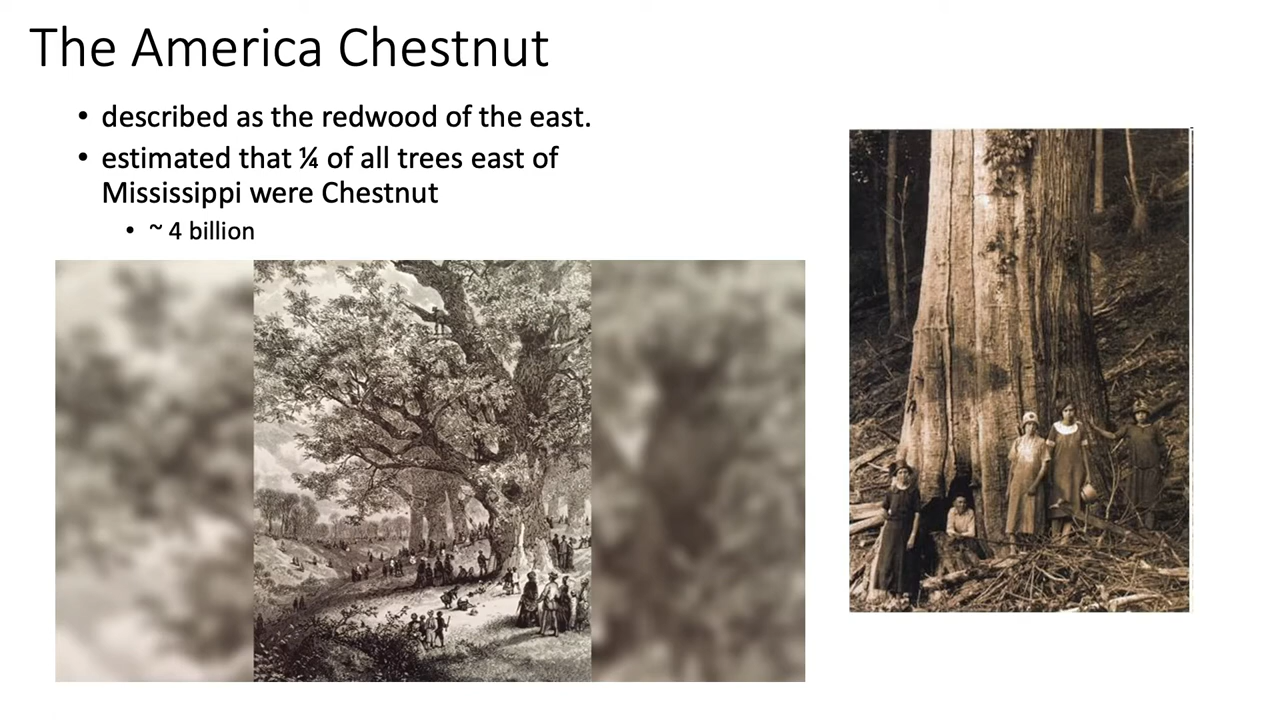 The America Chestnut
• described as the redwood of the east.
• estimated that ¼ of all trees east of
Mississippi were Chestnut
• ~ 4 billion